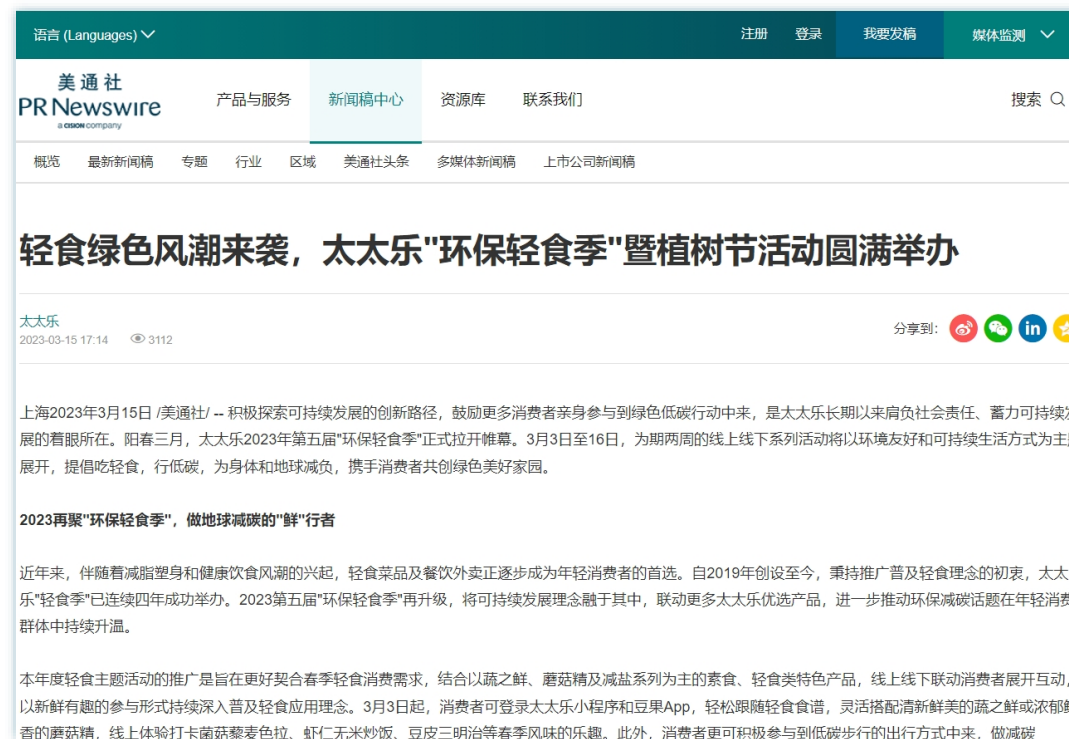 语言 (Languages)
注册 登录 我要发稿 媒体监测
美通社
PR Newswire
a CISION company
产品与服务 新闻稿中心 资源库 联系我们 搜索
概览 最新新闻稿 专题 行业 区域 美通社头条 多媒体新闻稿 上市公司新闻稿
轻食绿色风潮来袭，太太乐"环保轻食季"暨植树节活动圆满举办
太太乐
2023-03-15 17:14 3112
分享到:
in
上海2023年3月15日 /美通社/ -- 积极探索可持续发展的创新路径，鼓励更多消费者亲身参与到绿色低碳行动中来，是太太乐长期以来肩负社会责任、蓄力可持续发
展的着眼所在。阳春三月，太太乐2023年第五届"环保轻食季"正式拉开帷幕。3月3日至16日，为期两周的线上线下系列活动将以环境友好和可持续生活方式为主
展开，提倡吃轻食，行低碳，为身体和地球减负，携手消费者共创绿色美好家园。
2023再聚"环保轻食季"，做地球减碳的"鲜"行者
近年来，伴随着减脂塑身和健康饮食风潮的兴起，轻食菜品及餐饮外卖正逐步成为年轻消费者的首选。自2019年创设至今，秉持推广普及轻食理念的初衷，太太
乐"轻食季"已连续四年成功举办。2023第五届"环保轻食季"再升级，将可持续发展理念融于其中，联动更多太太乐优选产品，进一步推动环保减碳话题在年轻消费
群体中持续升温。
本年度轻食主题活动的推广是旨在更好契合春季轻食消费需求，结合以蔬之鲜、蘑菇精及减盐系列为主的素食、轻食类特色产品，线上线下联动消费者展开互动，
以新鲜有趣的参与形式持续深入普及轻食应用理念。3月3日起，消费者可登录太太乐小程序和豆果App，轻松跟随轻食食谱，灵活搭配清新鲜美的蔬之鲜或浓郁鲜
香的蘑菇精，线上体验打卡菌菇藜麦色拉、虾仁无米炒饭、豆皮三明治等春季风味的乐趣。此外，消费者更可积极参与到低碳步行的出行方式中来，做减碳